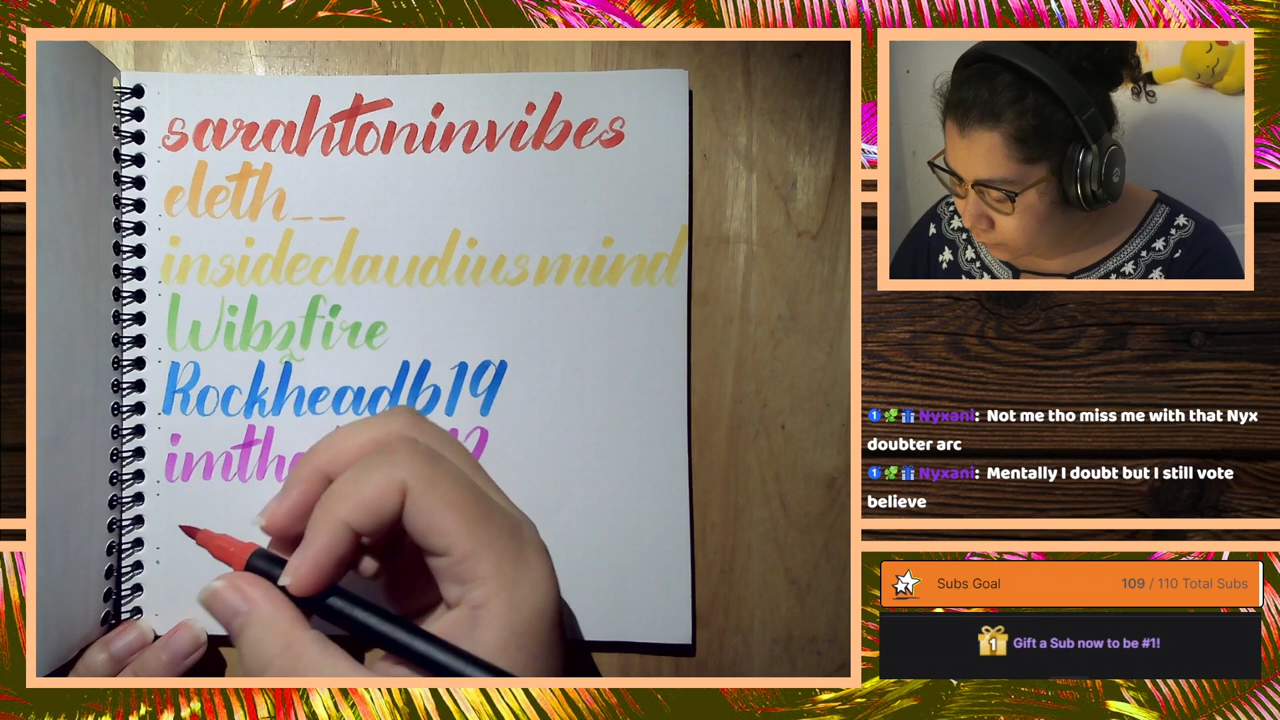 sarahtoninvibes
eleth__
insideclaudiusmind
Wibzfire
Rockheadb19
Nyxani: Not me tho miss me with that Nyx
doubter arc
Nyxani: Mentally I doubt but I still vote
believe
Subs Goal 109 / 110 Total Subs
1 Gift a Sub now to be #1!